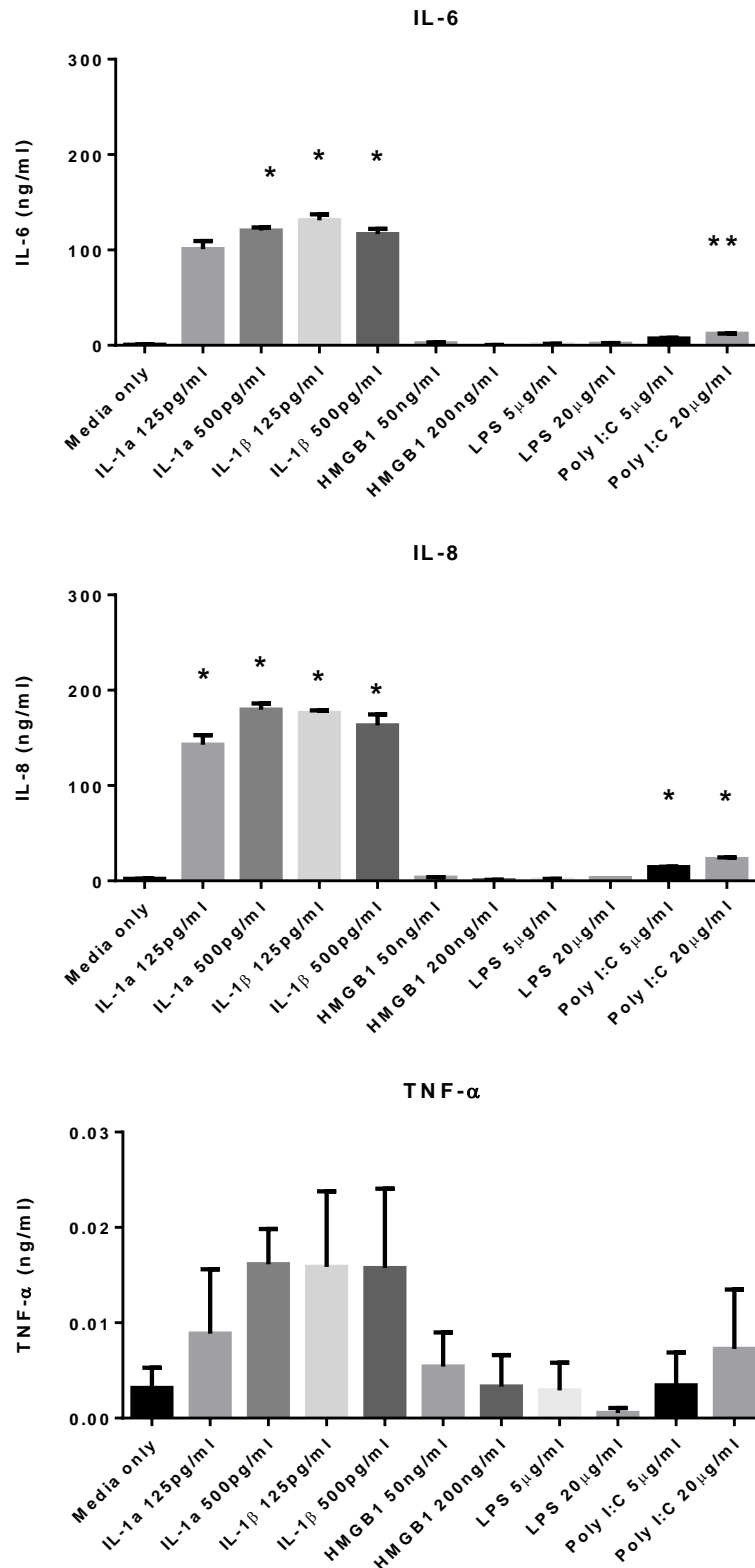 IL-6
300
200
100
0
IL-6 (ng/ml)
*
*
*
**
Media only
IL-1a 125pg/ml
IL-1a 500pg/ml
IL-1β 125pg/ml
IL-1β 500pg/ml
HMGB1 50ng/ml
HMGB1 200ng/ml
LPS 5μg/ml
LPS 20μg/ml
Poly I:C 5μg/ml
Poly I:C 20μg/ml
IL-8
300
200
100
0
IL-8 (ng/ml)
*
*
*
*
*
*
Media only
IL-1a 125pg/ml
IL-1a 500pg/ml
IL-1β 125pg/ml
IL-1β 500pg/ml
HMGB1 50ng/ml
HMGB1 200ng/ml
LPS 5μg/ml
LPS 20μg/ml
Poly I:C 5μg/ml
Poly I:C 20μg/ml
TNF-α
0.03
0.02
0.01
0.00
TNF-α (ng/ml)
Media only
IL-1a 125pg/ml
IL-1a 500pg/ml
IL-1β 125pg/ml
IL-1β 500pg/ml
HMGB1 50ng/ml
HMGB1 200ng/ml
LPS 5μg/ml
LPS 20μg/ml
Poly I:C 5μg/ml
Poly I:C 20μg/ml